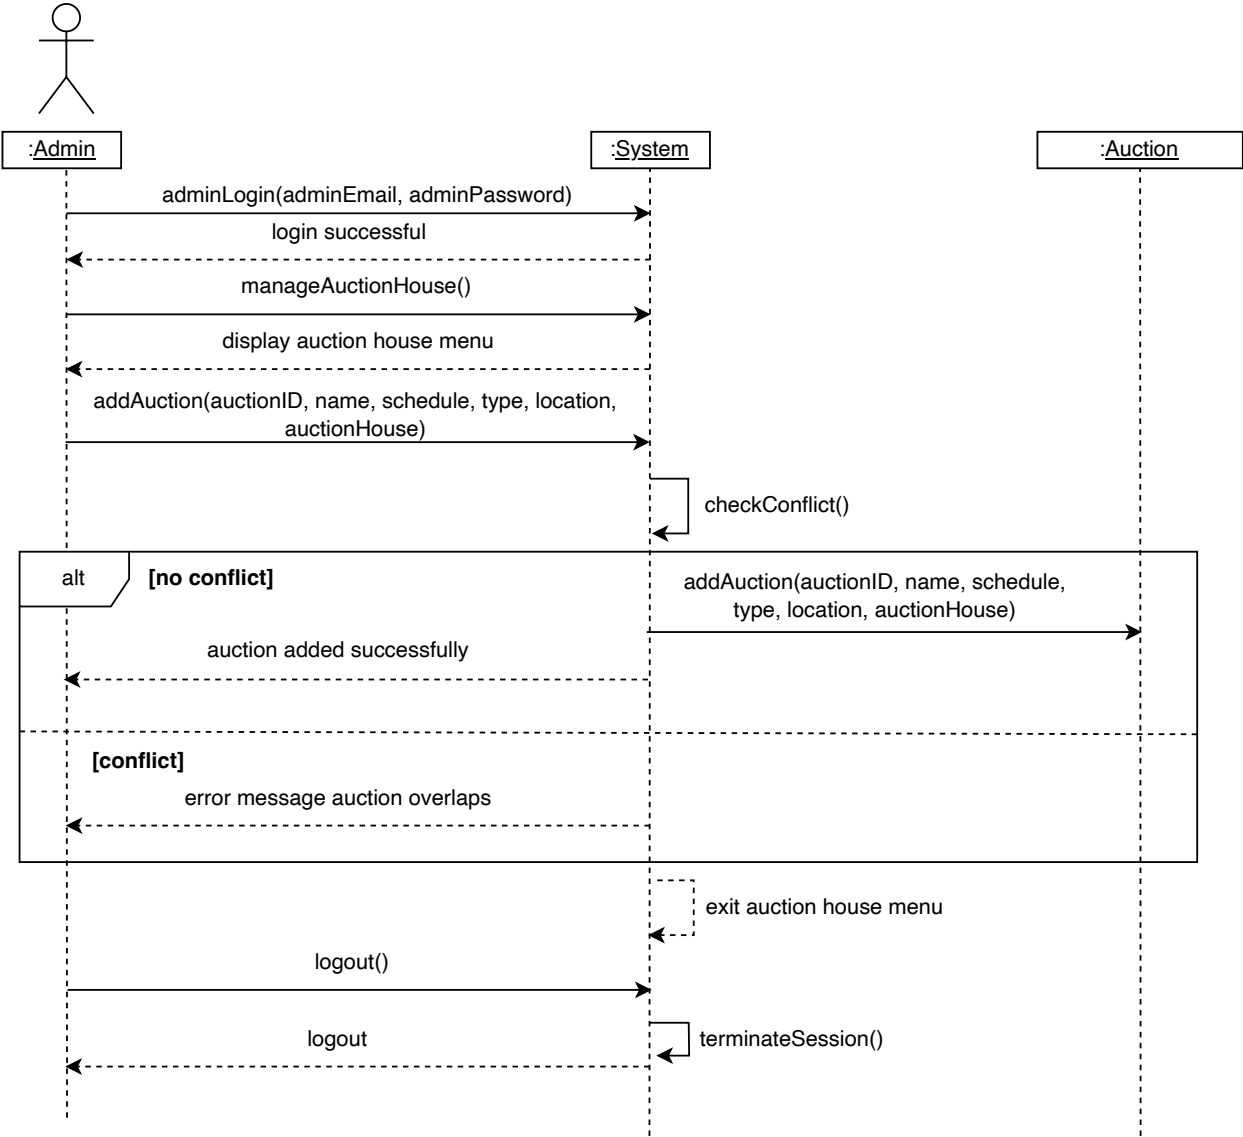 :Admin
:System
:Auction
adminLogin(adminEmail, adminPassword)
login successful
manageAuctionHouse()
display auction house menu
addAuction(auctionID, name, schedule, type, location,
auctionHouse)
checkConflict()
alt
[no conflict]
addAuction(auctionID, name, schedule,
type, location, auctionHouse)
auction added successfully
[conflict]
error message auction overlaps
exit auction house menu
logout()
logout
terminateSession()